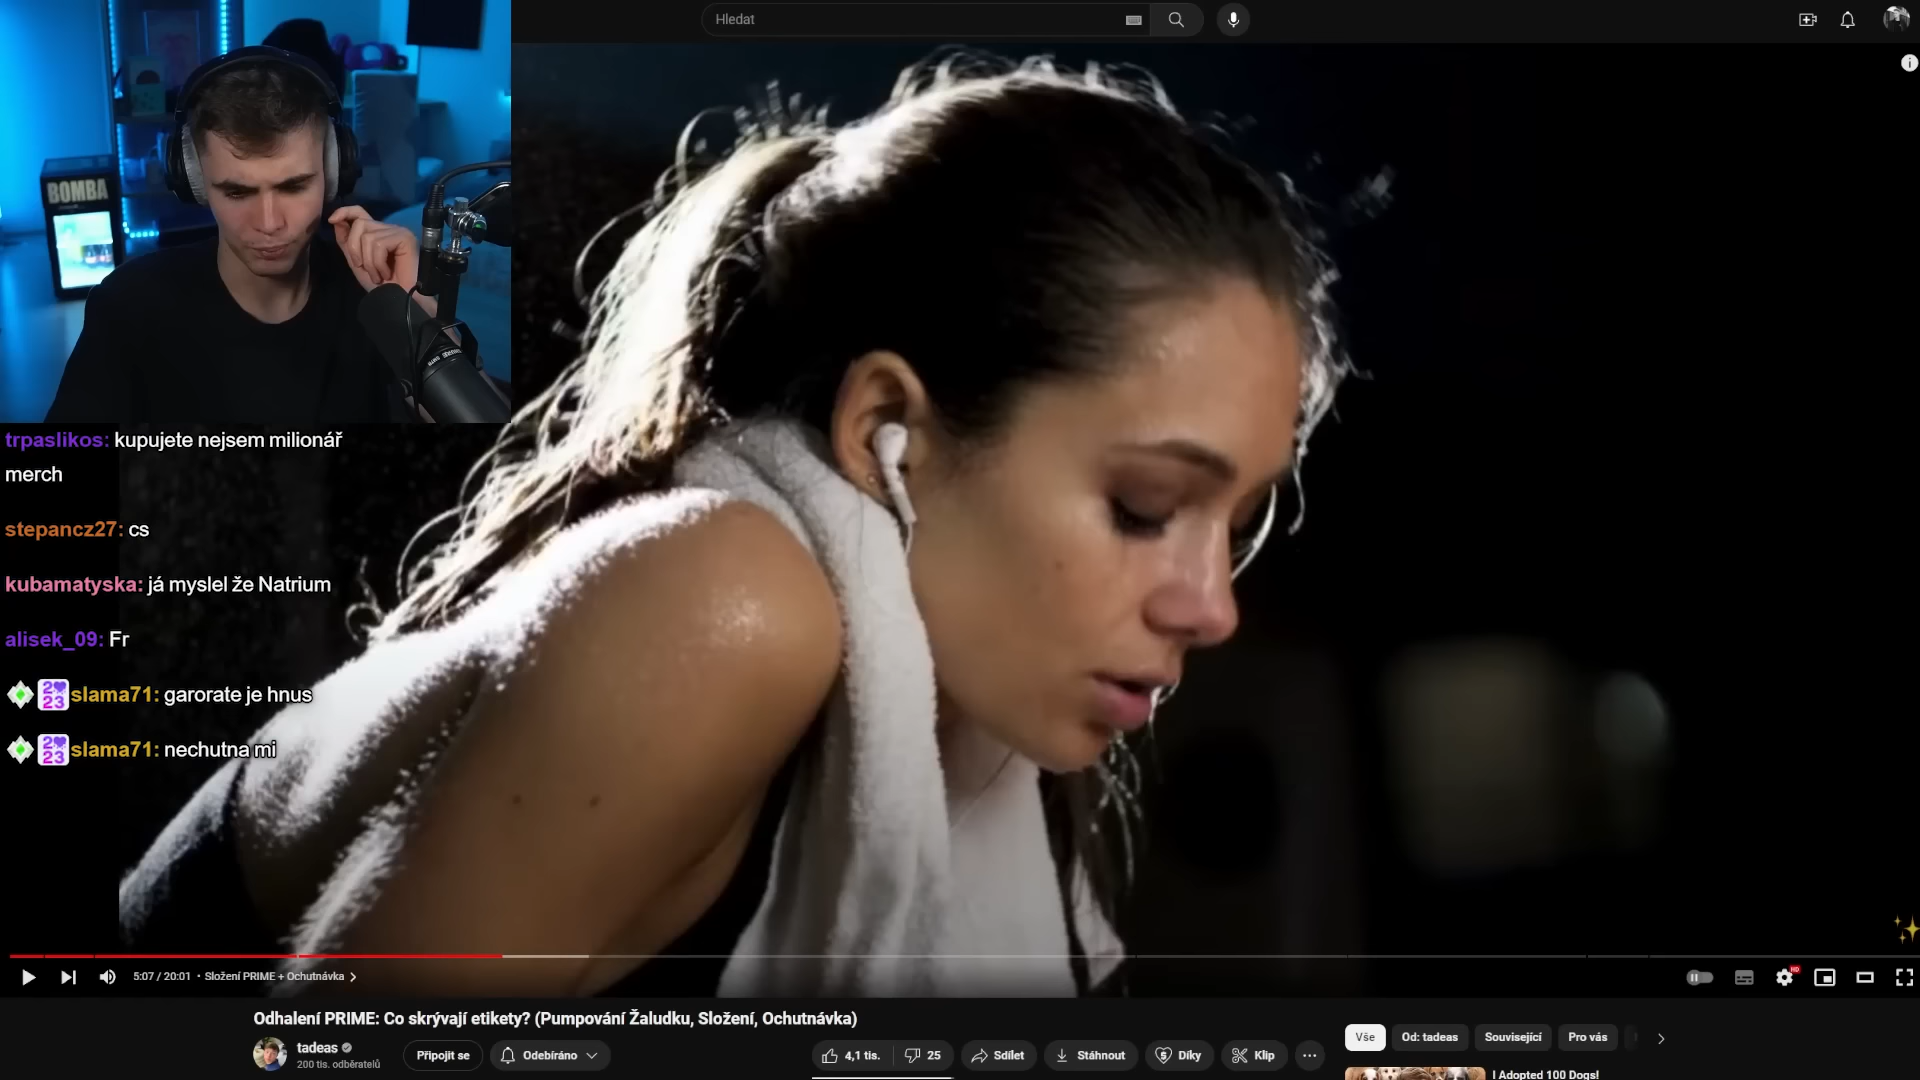 Hledat
BOMBA
trpaslikos: kupujete nejsem milionář
merch
stepancz27: cs
kubamatyska: já myslel že Natrium
alisek_09: Fr
slama71: garorate je hnus
slama71: nechutna mi
5:07 / 20:01 • Složení PRIME + Ochutnávka
HD
Odhalení PRIME: Co skrývají etikety? (Pumpování Žaludku, Složení, Ochutnávka)
tadeas
200 tis. odběratelů
Připojit se
Odebíráno
4,1 tis.
25
Sdílet
Stáhnout
Díky
Klip
Vše
Od: tadeas
Související
Pro vás
I Adopted 100 Dogs!